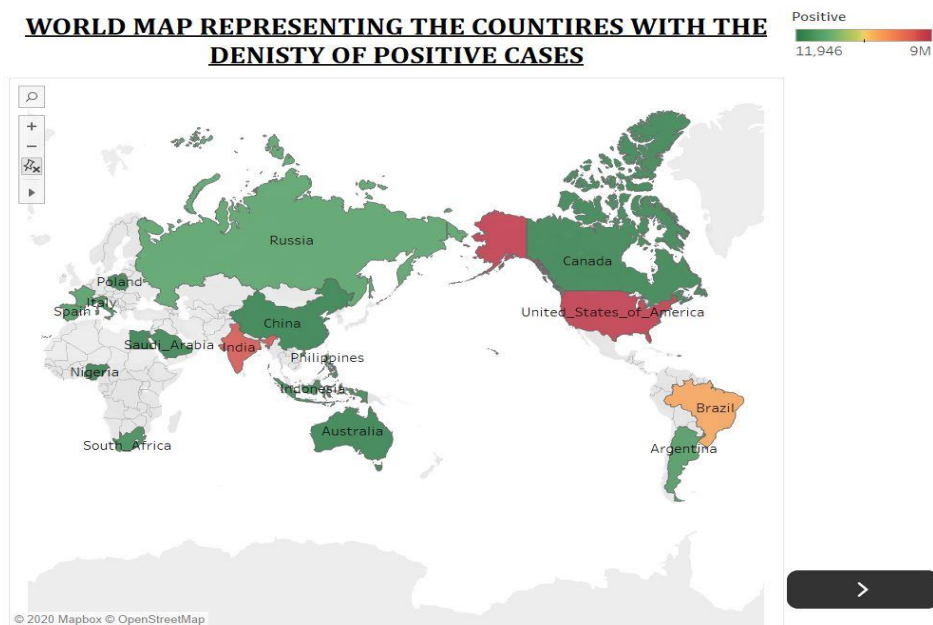 WORLD MAP REPRESENTING THE COUNTIRES WITH THE
DENISTY OF POSITIVE CASES
Positive
11,946 9M
Russia
Canada
Poland
Italy
Spain
United_States_of_America
China
Saudi_Arabia
India
Philippines
Nigeria
Indonesia
Brazil
Australia
South_Africa
Argentina
© 2020 Mapbox © OpenStreetMap